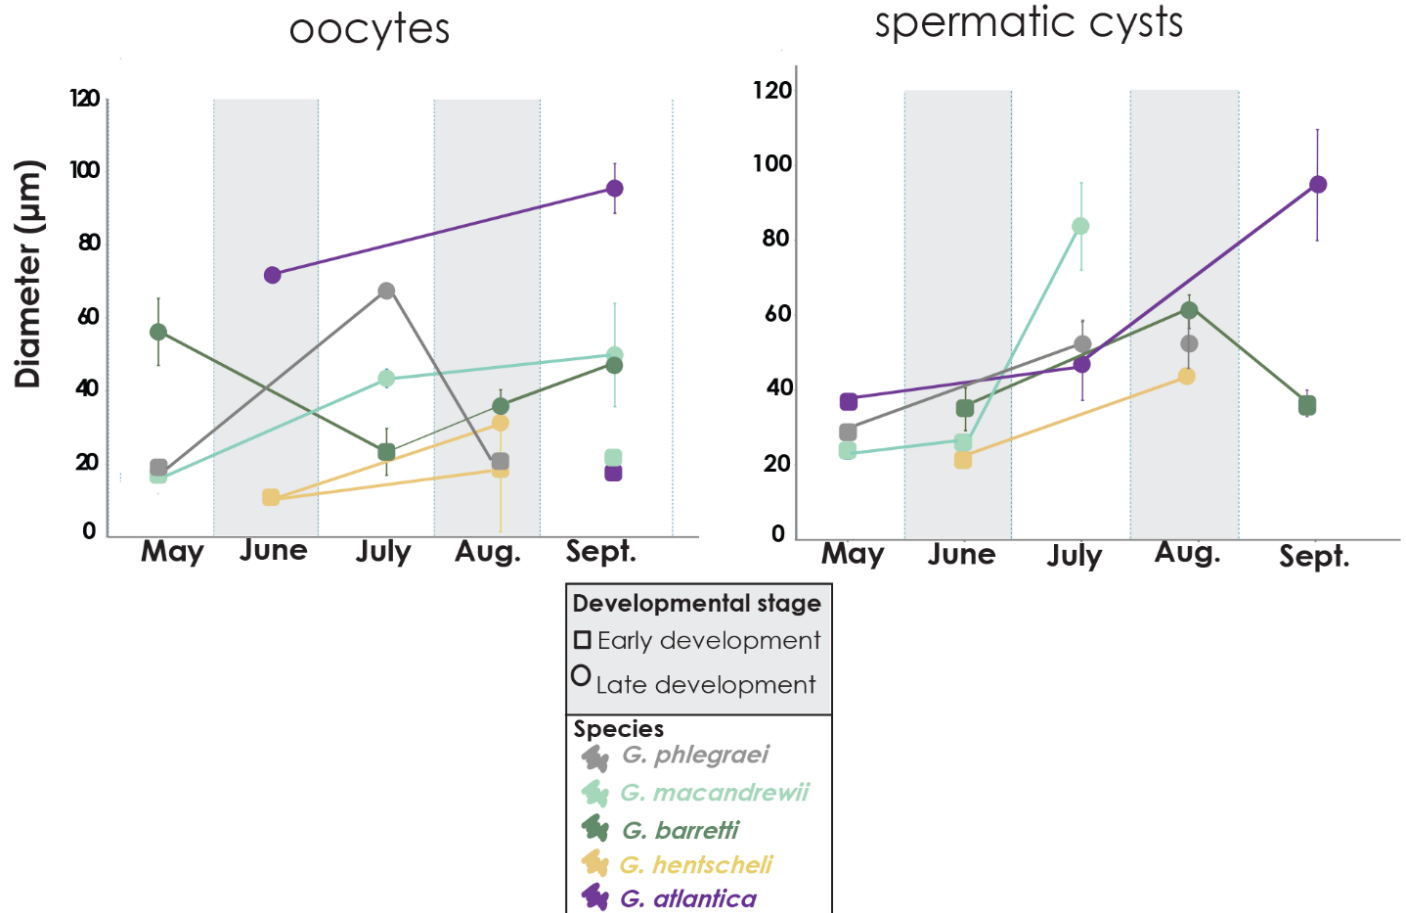 oocytes
spermatic cysts
Diameter (μm)
120
100
80
60
40
20
0
May June July Aug. Sept.
120
100
80
60
40
20
0
May June July Aug. Sept.
Developmental stage
Early development
Late development
Species
G. phlegraei
G. macandrewii
G. barretti
G. hentscheli
G. atlantica